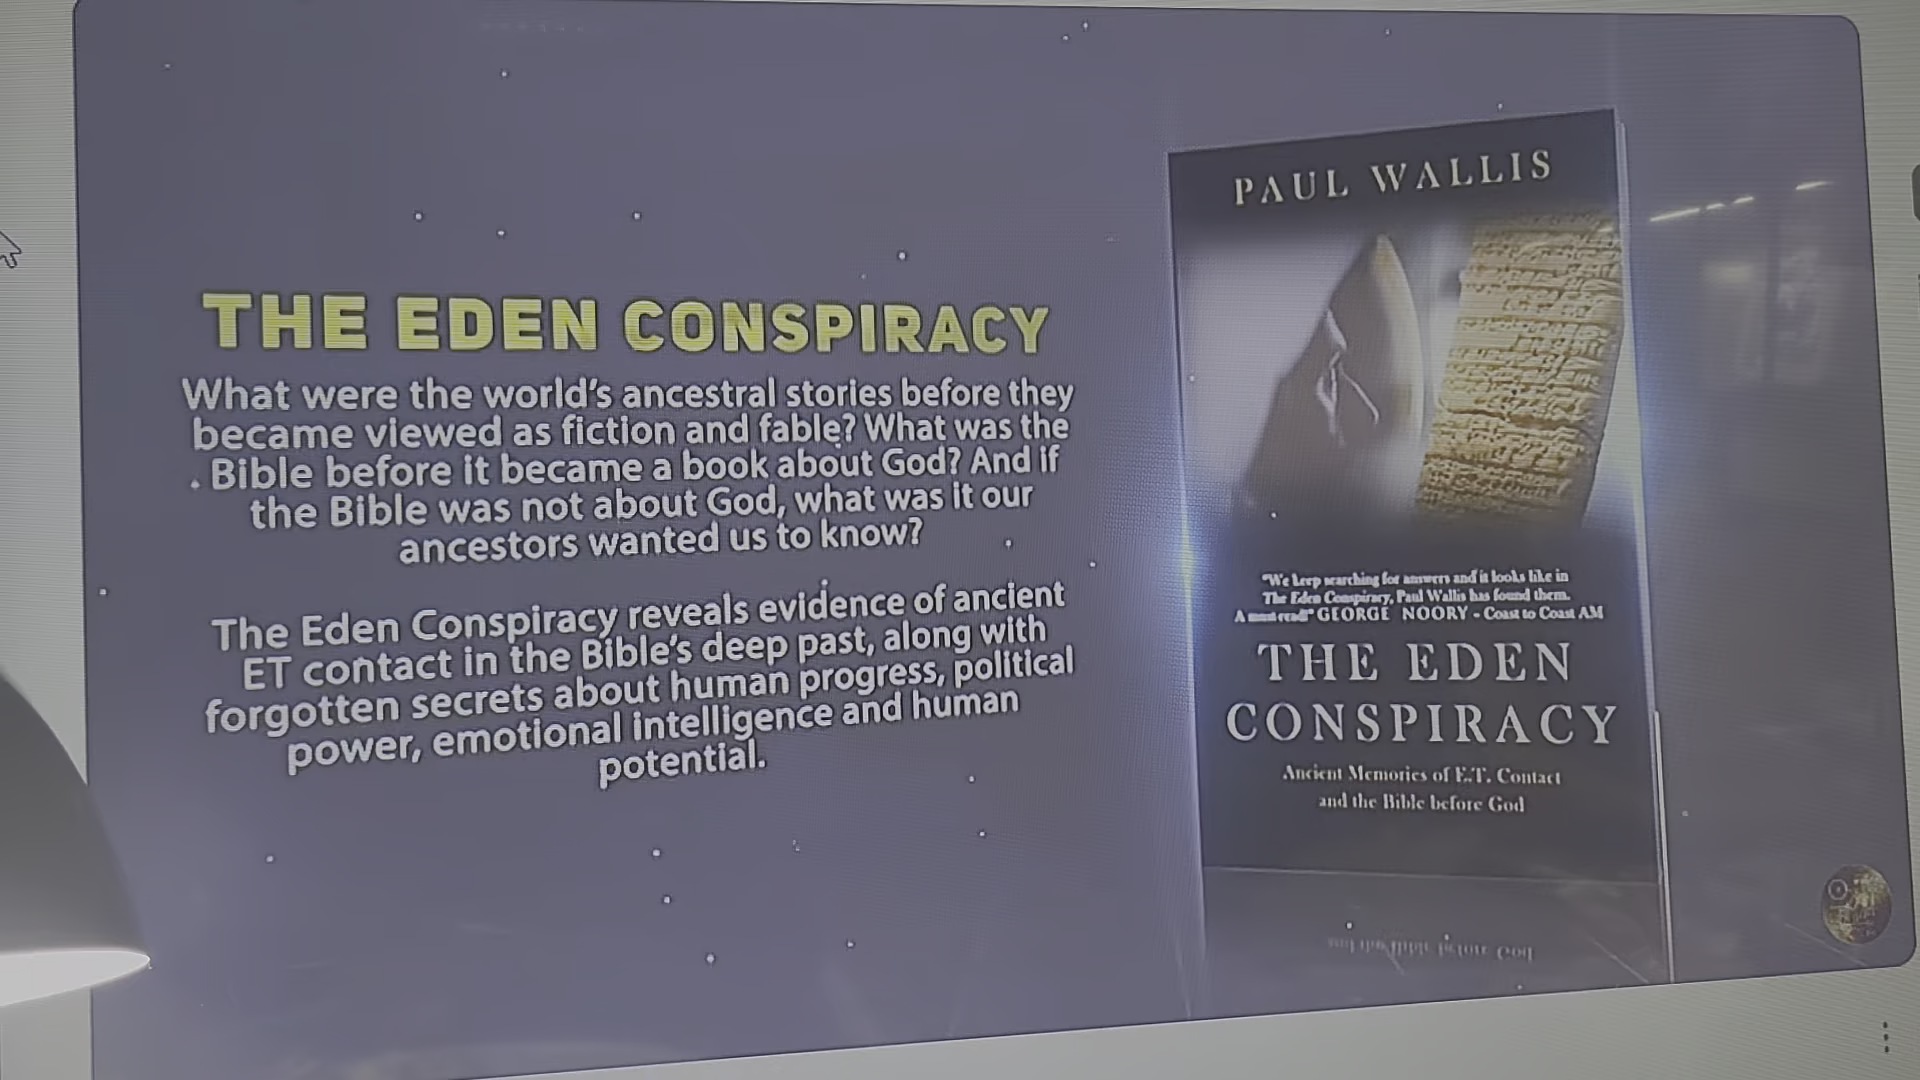 THE EDEN CONSPIRACY
What were the world's ancestral stories before they
became viewed as fiction and fable? What was the
Bible before it became a book about God? And if
the Bible was not about God, what was it our
ancestors wanted us to know?
The Eden Conspiracy reveals evidence of ancient
ET contact in the Bible's deep past, along with
forgotten secrets about human progress, political
power, emotional intelligence and human
potential.
PAUL WALLIS
"We keep searching for answers and it looks like in
The Eden Conspiracy, Paul Wallis has found them.
A must read" GEORGE NOORY - Coast to Coast AM
THE EDEN
CONSPIRACY
Ancient Memories of E.T. Contact
and the Bible before God